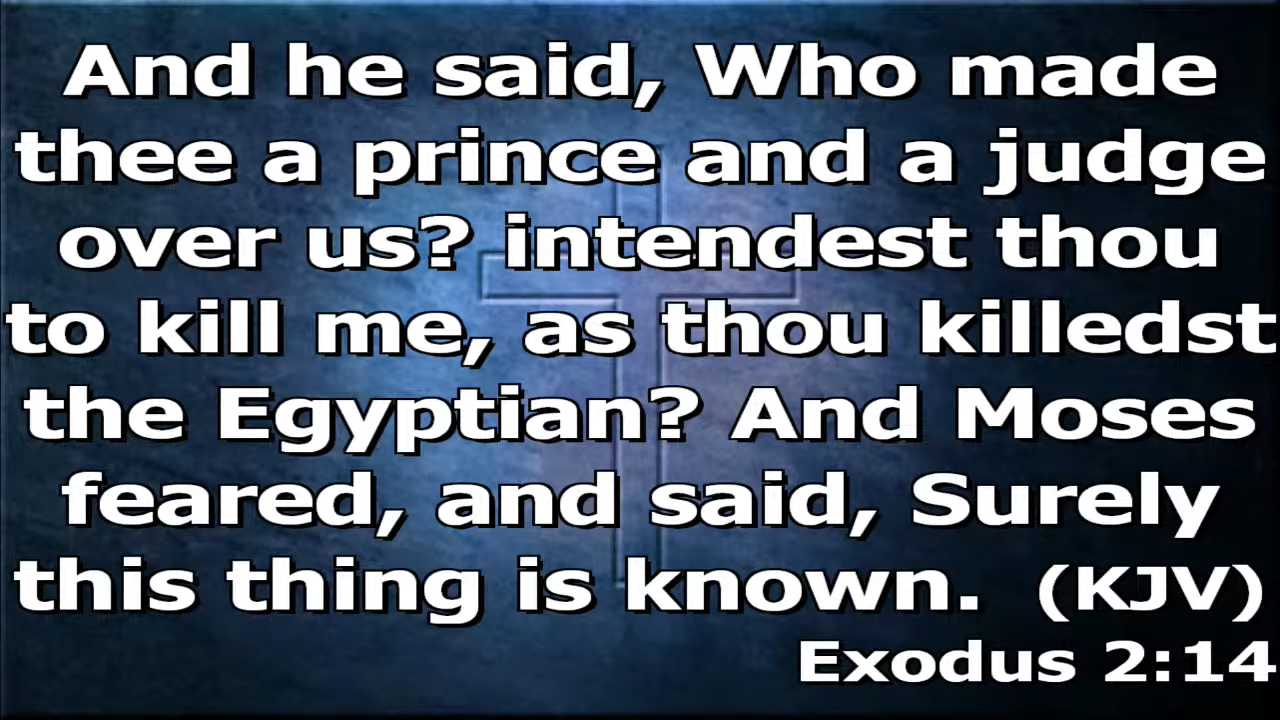 And he said, Who made
thee a prince and a judge
over us? intendest thou
to kill me, as thou killedst
the Egyptian? And Moses
feared, and said, Surely
this thing is known. (KJV)
Exodus 2:14